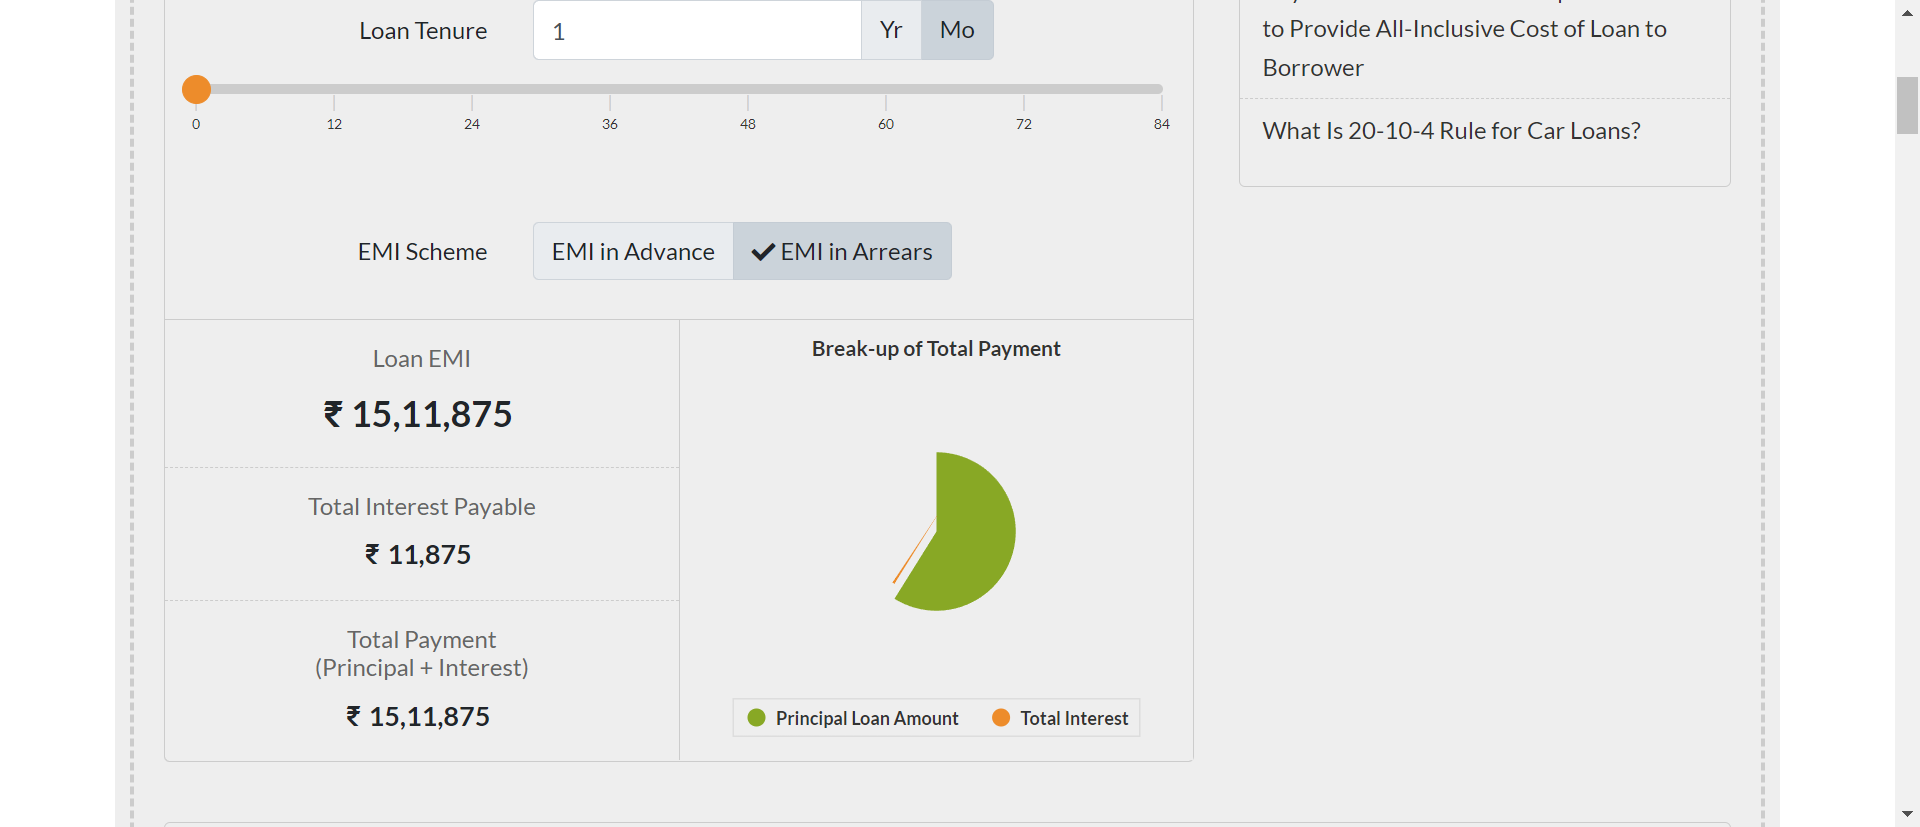 Loan Tenure
1
Yr
Mo
0
12
24
36
48
60
72
84
EMI Scheme
EMI in Advance
EMI in Arrears
Loan EMI
₹ 15,11,875
Total Interest Payable
₹ 11,875
Total Payment
(Principal + Interest)
₹ 15,11,875
Break-up of Total Payment
Principal Loan Amount
Total Interest
to Provide All-Inclusive Cost of Loan to
Borrower
What Is 20-10-4 Rule for Car Loans?